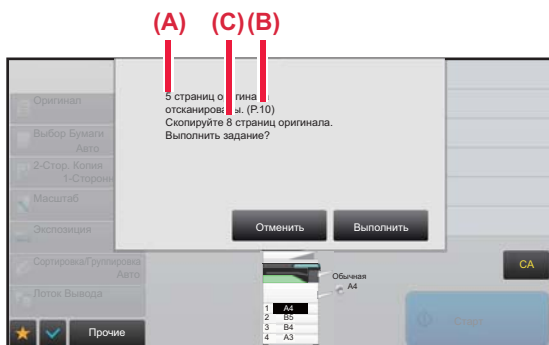 (A) (C) (B)
5 страниц оригинала
отсканированы. (P.10)
Скопируйте 8 страниц оригинала.
Выполнить задание?
Отменить
Выполнить
Оригинал
Выбор Бумаги
Авто
2-Стор. Копия
1-Сторонн
Масштаб
Экспозиция
Сортировка/Группировка
Авто
Лоток Вывода
Прочие
Обычная
A4
1 A4
2 B5
3 B4
4 A3
CA
Старт